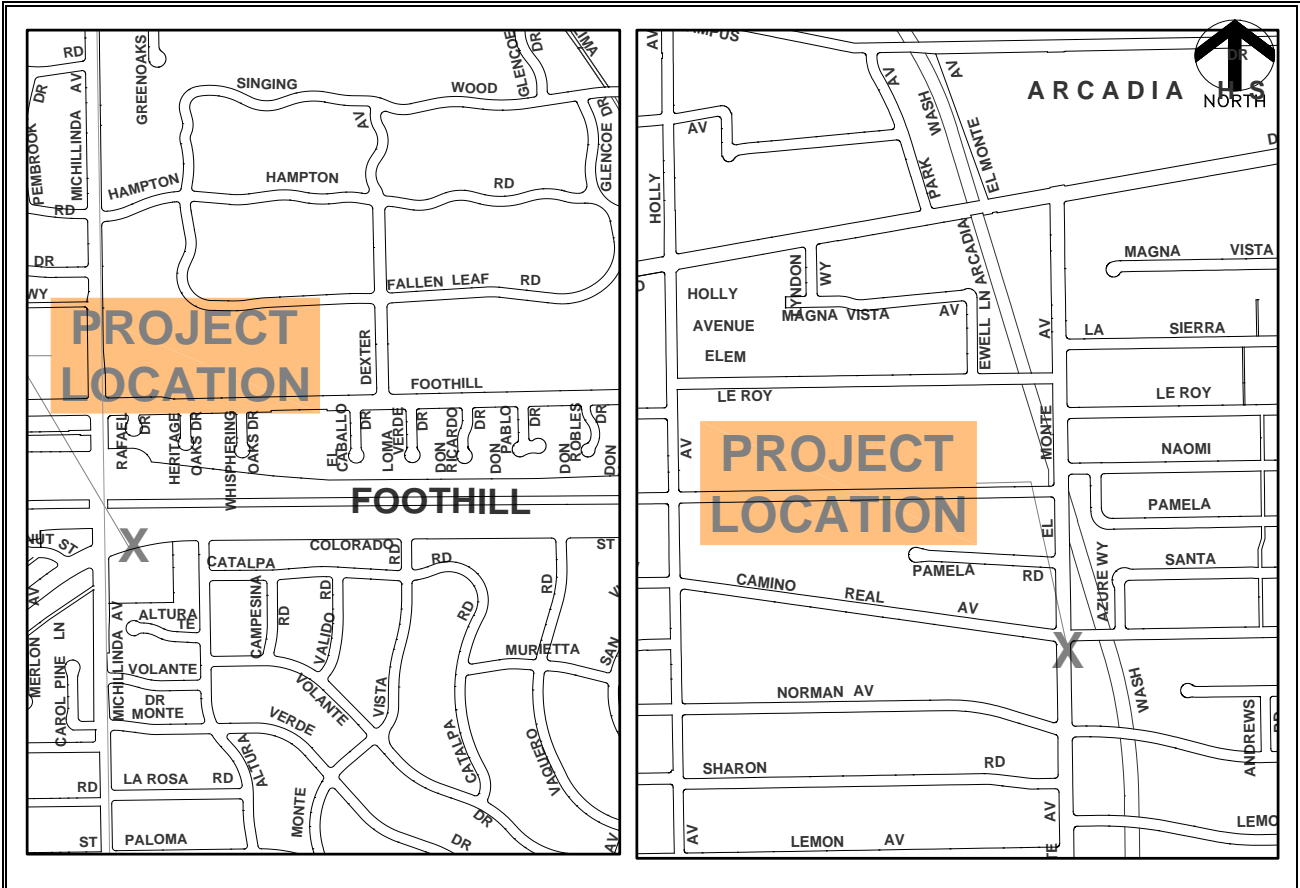 RD
PEMBROOK DR
MICHILLINDA AV
GREENOAKS
SINGING WOOD
GLENCOE DR
AV
GLENCOE DR
HAMPTON
HAMPTON RD
RD
DR
WY
FALLEN LEAF RD
PROJECT
LOCATION
DEXTER
FOOTHILL
RAFAEL DR
HERITAGE OAKS DR
WHISPHERING OAKS DR
EL CABALLO DR
LOMA VERDE DR
DON RICARDO DR
DON PABLO DR
DON ROBLES DR
DON
FOOTHILL
X
ST
CATALPA
COLORADO
RD
RD
ST
MERLON AV
CAROL PINE LN
MICHILLINDA AV
ALTURA
TE
CAMPESINA RD
VALIDO RD
RD
RD
MURIETTA
SAN
VOLANTE
VOLANTE
VISTA
DR
MONTE
VERDE
CATALPA
VAQUERO
RD
LA ROSA RD
ALTURA
MONTE
DR
DR
AV
ST
PALOMA
AV
AV
PARK
WASH
AV
EL MONTE
ARCADIA HS
DR
NORTH
AV
HOLLY
D
LYNDON WY
HOLLY
AVENUE
ELEM
MAGNA VISTA AV
EWELL LN
ARCADIA
MAGNA VISTA
AV
LA SIERRA
LE ROY
LE ROY
AV
PROJECT
LOCATION
MONTE
NAOMI
PAMELA
EL
PAMELA RD
AZURE WY
SANTA
CAMINO REAL AV
X
WASH
NORMAN AV
ANDREWS
SHARON RD
AV
LEMON AV
AV
LEMO
TE